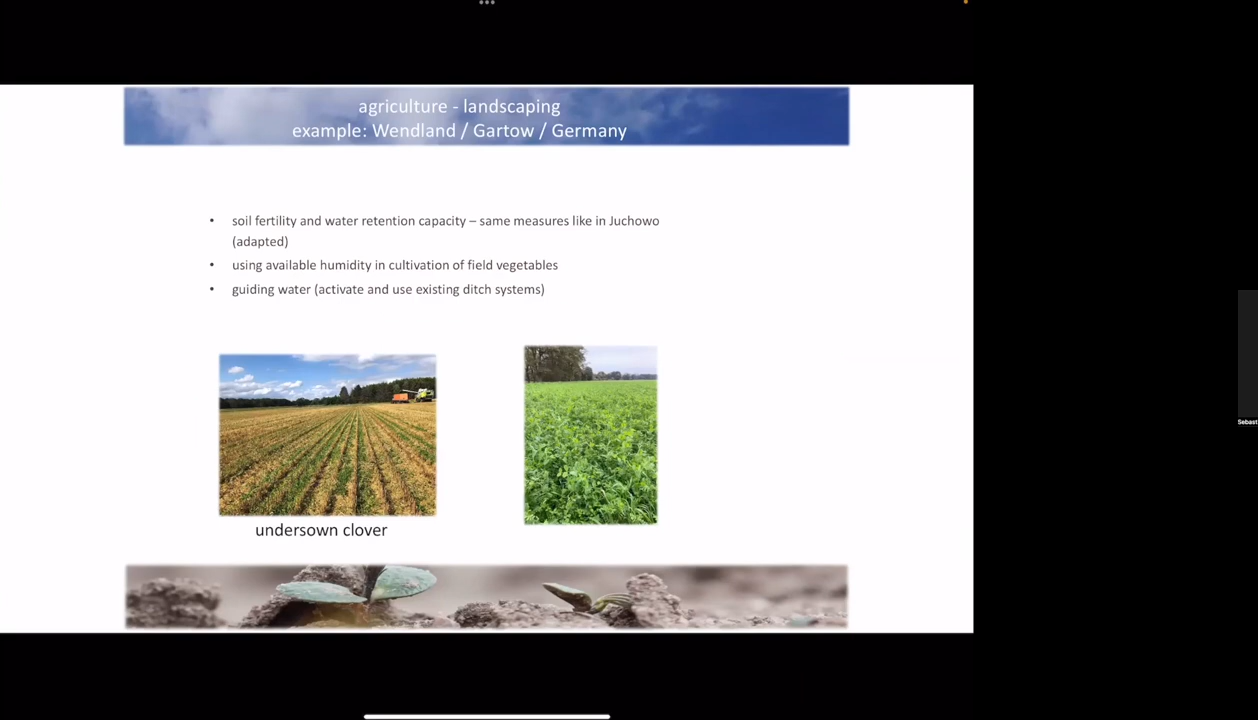 agriculture - landscaping
example: Wendland / Gartow / Germany
• soil fertility and water retention capacity – same measures like in Juchowo
(adapted)
• using available humidity in cultivation of field vegetables
• guiding water (activate and use existing ditch systems)
undersown clover
Sebast